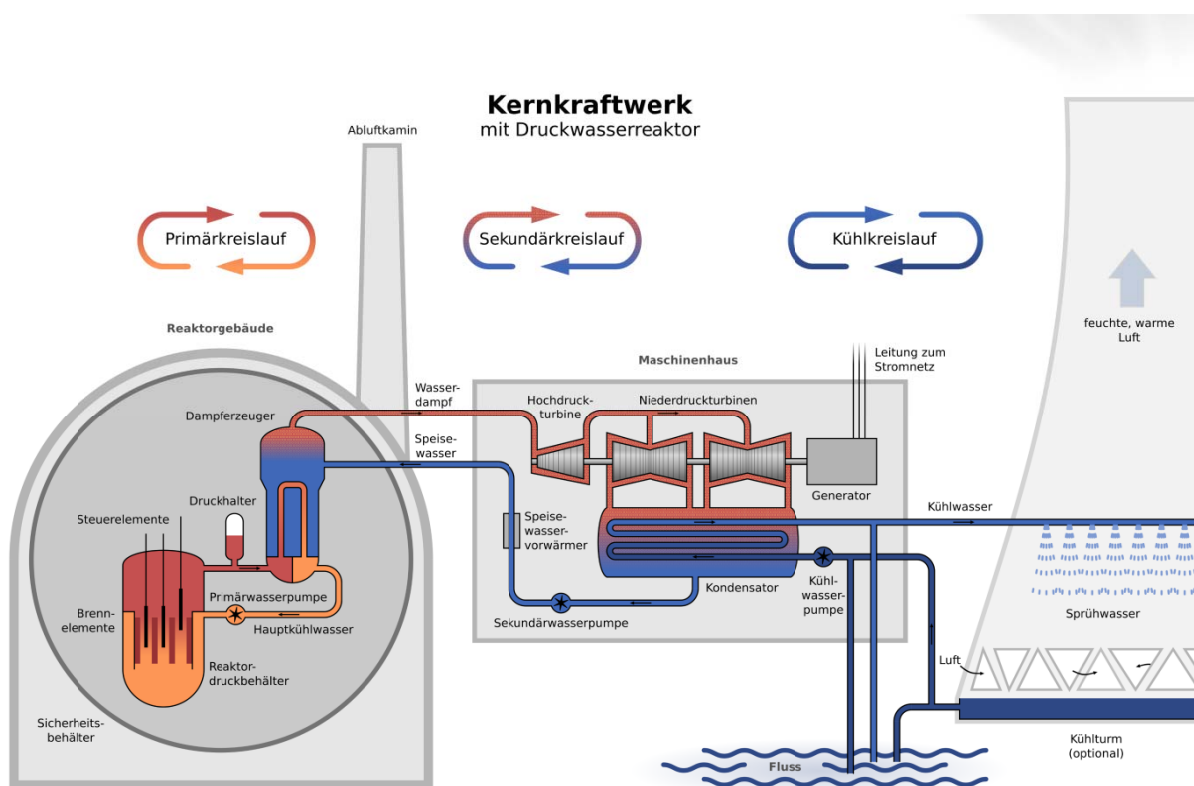 Kernkraftwerk
mit Druckwasserreaktor
Abluftkamin
Primärkreislauf
Sekundärkreislauf
Kühlkreislauf
feuchte, warme
Luft
Reaktorgebäude
Maschinenhaus
Leitung zum
Stromnetz
Wasser-
dampf
Hochdruck-
turbine
Niederdruckturbinen
Dampferzeuger
Speise-
wasser
Druckhalter
Generator
Steuerelemente
Speise-
wasser-
vorwärmer
Kühlwasser
Kondensator
Kühl-
wasser-
pumpe
Primärwasserpumpe
Brenn-
elemente
Hauptkühlwasser
Sekundärwasserpumpe
Sprühwasser
Reaktor-
druckbehälter
Luft
Sicherheits-
behälter
Kühlturm
(optional)
Fluss